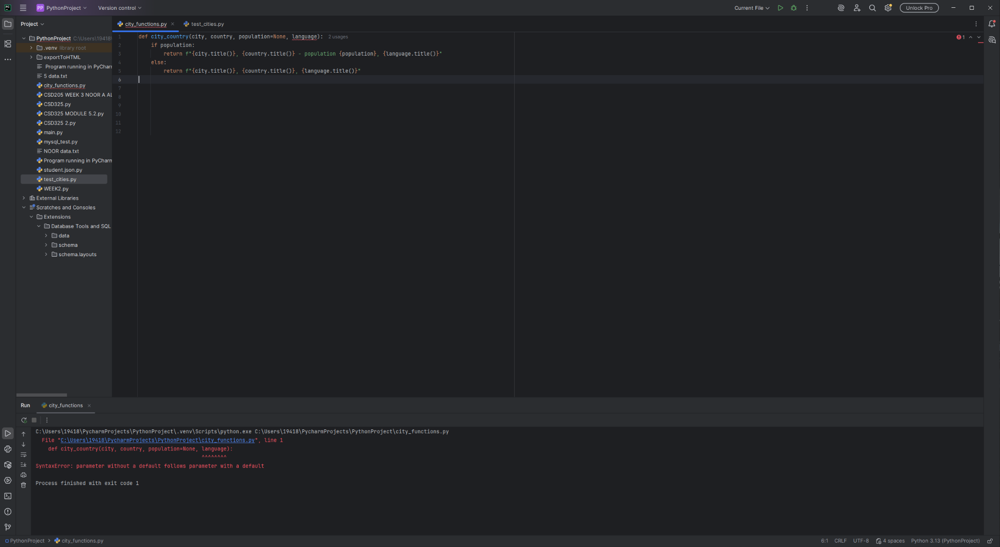 PC PP PythonProject Version control Current File Unlock Pro
Project
city_functions.py test_cities.py
PythonProject C:\Users\19418\
.venv library root
exportToHTML
Program running in PyCharm
5 data.txt
city_functions.py
CSD205 WEEK 3 NOOR A AL
CSD325.py
CSD325 MODULE 5.2.py
CSD325 2.py
main.py
mysql_test.py
NOOR data.txt
Program running in PyCharm
student.json.py
test_cities.py
WEEK2.py
External Libraries
Scratches and Consoles
Extensions
Database Tools and SQL
data
schema
schema.layouts
1 def city_country(city, country, population=None, language): 2 usages
2 if population:
3 return f"{city.title()}, {country.title()} - population {population}, {language.title()}"
4 else:
5 return f"{city.title()}, {country.title()}, {language.title()}"
6
7
8
9
10
11
12
1
Run city_functions
C:\Users\19418\PycharmProjects\PythonProject\.venv\Scripts\python.exe C:\Users\19418\PycharmProjects\PythonProject\city_functions.py
File "C:\Users\19418\PycharmProjects\PythonProject\city_functions.py", line 1
def city_country(city, country, population=None, language):
^^^^^^^^
SyntaxError: parameter without a default follows parameter with a default
Process finished with exit code 1
PythonProject > city_functions.py 6:1 CRLF UTF-8 4 spaces Python 3.13 (PythonProject)